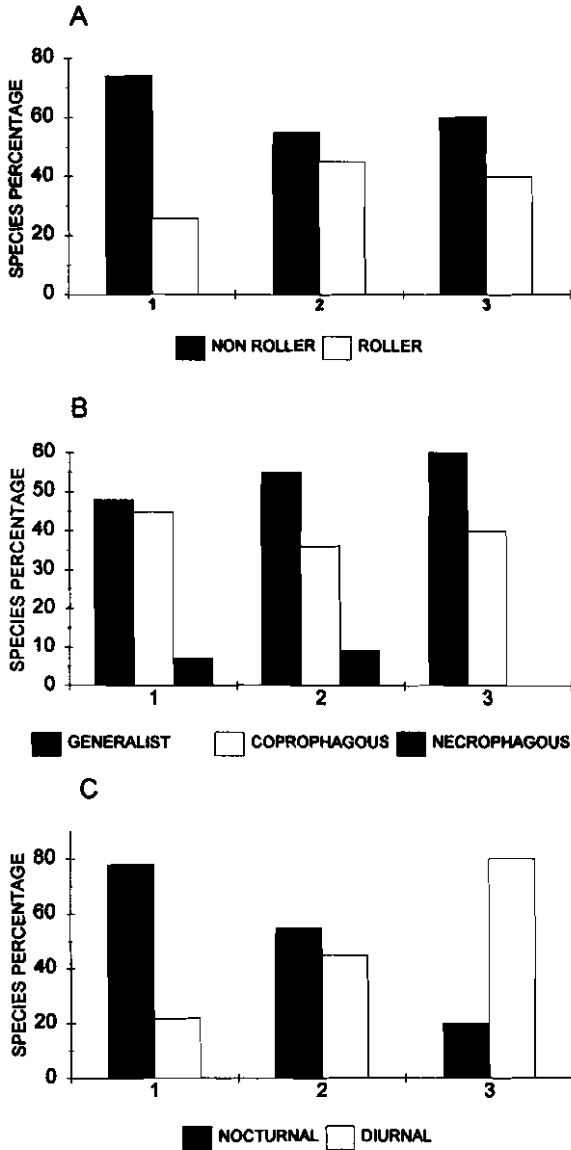 A
SPECIES PERCENTAGE
80
60
40
20
0
1 2 3
NON ROLLER ROLLER
B
SPECIES PERCENTAGE
60
50
40
30
20
10
0
1 2 3
GENERALIST COPROPHAGOUS NECROPHAGOUS
C
SPECIES PERCENTAGE
80
60
40
20
0
1 2 3
NOCTURNAL DIURNAL